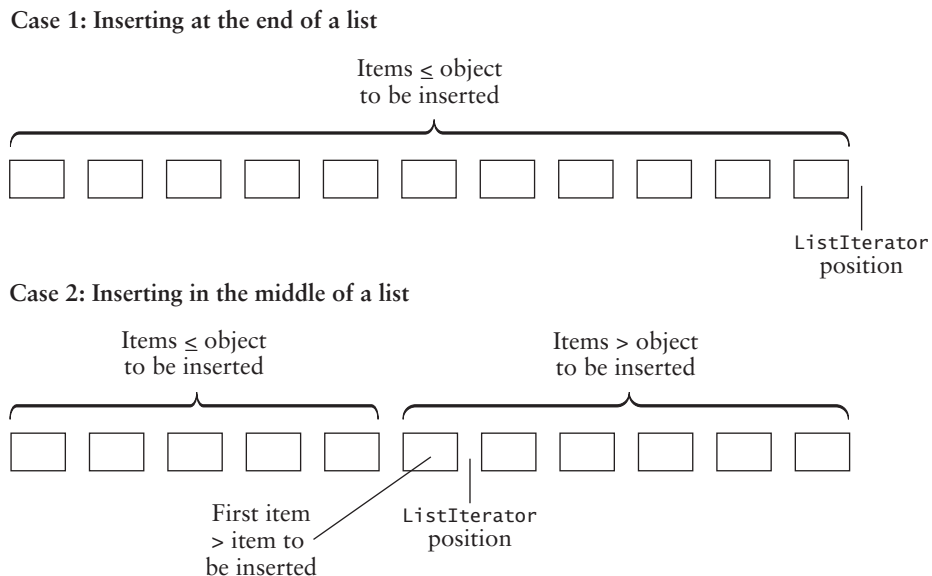 Case 1: Inserting at the end of a list
Items ≤ object
to be inserted
ListIterator
position
Case 2: Inserting in the middle of a list
Items ≤ object
to be inserted
Items > object
to be inserted
First item
> item to
be inserted
ListIterator
position